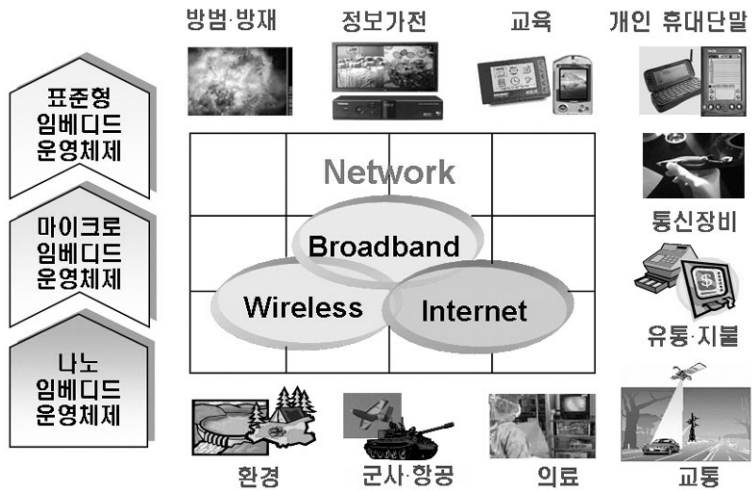 방범·방재
정보가전
교육
개인 휴대단말
표준형
임베디드
운영체제
Network
통신장비
마이크로
임베디드
운영체제
Broadband
Wireless
Internet
유통·지불
나노
임베디드
운영체제
환경
군사·항공
의료
교통